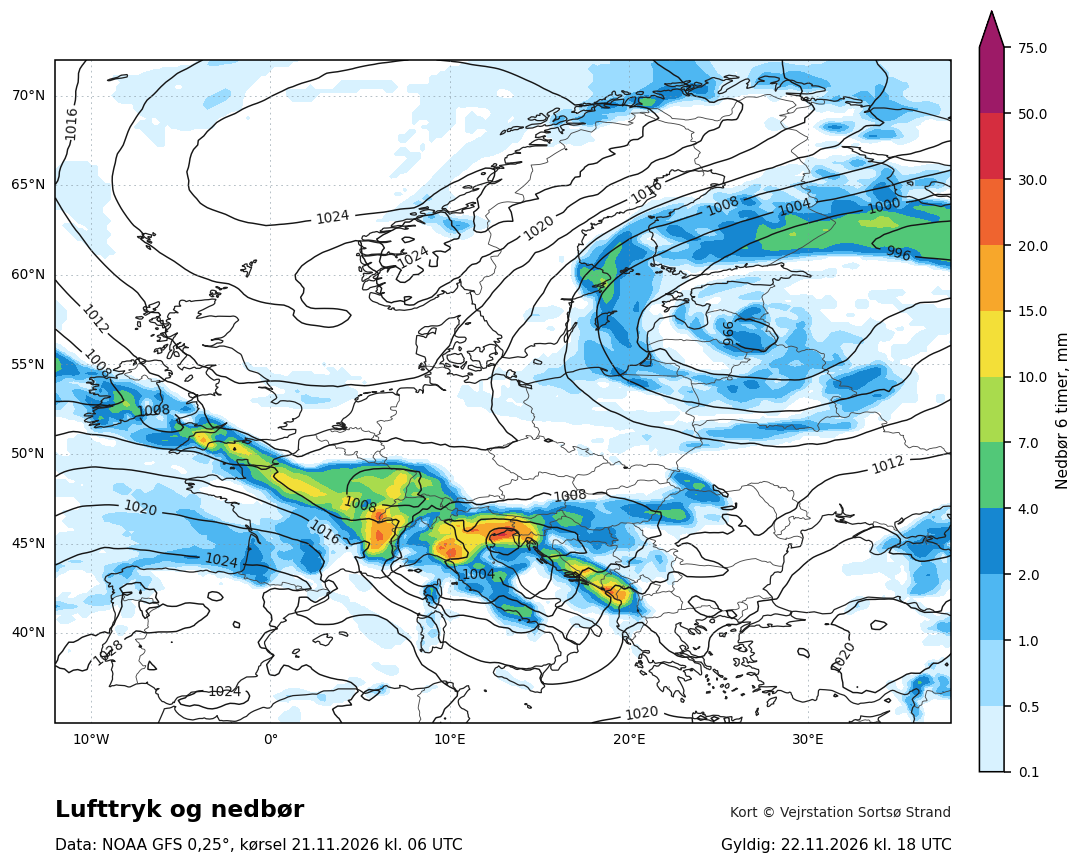 75.0
50.0
30.0
20.0
15.0
10.0
7.0
4.0
2.0
1.0
0.5
0.1
Nedbør 6 timer, mm
70°N
65°N
60°N
55°N
50°N
45°N
40°N
10°W
0°
10°E
20°E
30°E
1016
1024
1024
1020
1016
1008
1004
1000
996
996
1012
1008
1008
1020
1024
1016
1008
1008
1004
1012
1028
1024
1020
1020
Lufttryk og nedbør
Kort © Vejrstation Sortsø Strand
Data: NOAA GFS 0,25°, kørsel 21.11.2026 kl. 06 UTC
Gyldig: 22.11.2026 kl. 18 UTC